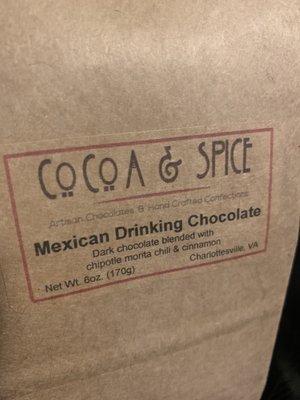 COCOA & SPICE
Artisan Chocolates & Hand Crafted Confections
Mexican Drinking Chocolate
Dark chocolate blended with
chipotle morita chili & cinnamon
Net Wt. 6oz. (170g) Charlottesville, VA